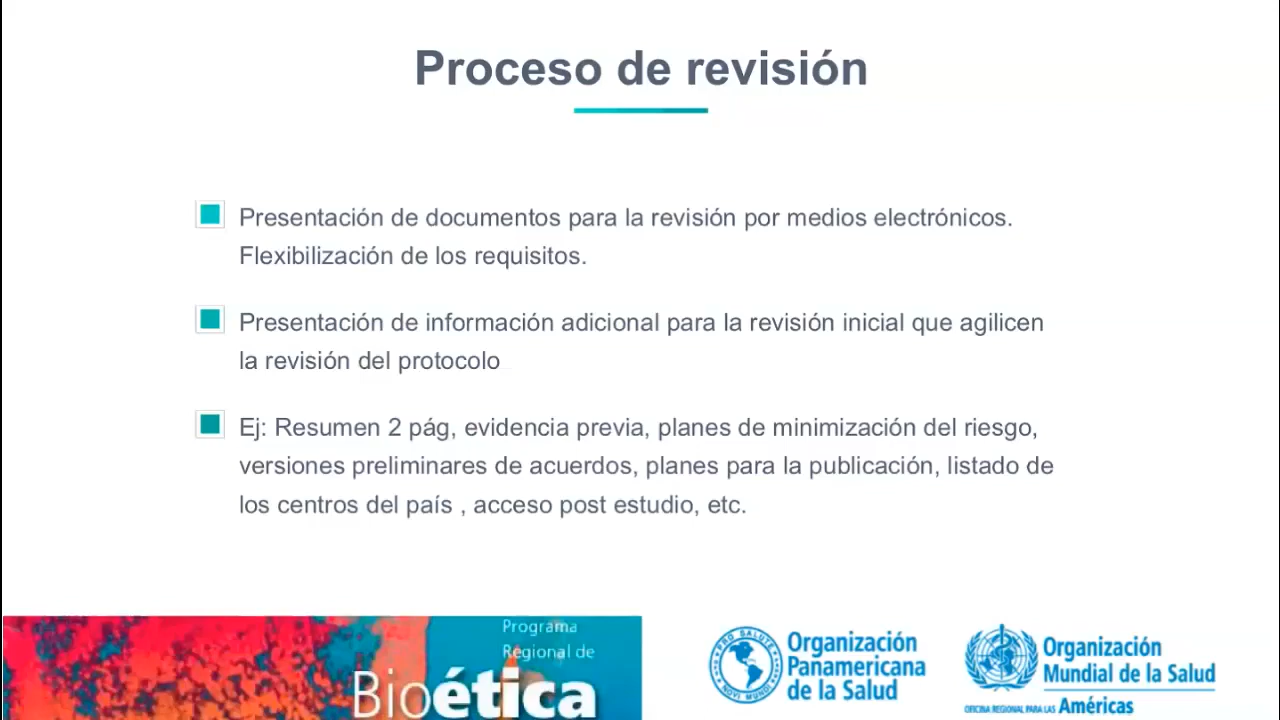 Proceso de revisión
Presentación de documentos para la revisión por medios electrónicos.
Flexibilización de los requisitos.
Presentación de información adicional para la revisión inicial que agilicen
la revisión del protocolo
Ej: Resumen 2 pág, evidencia previa, planes de minimización del riesgo,
versiones preliminares de acuerdos, planes para la publicación, listado de
los centros del país , acceso post estudio, etc.
Programa
Regional de
Bioética
PRO SALUTE
NOVI MUNDI
Organización
Panamericana
de la Salud
Organización
Mundial de la Salud
OFICINA REGIONAL PARA LAS Américas